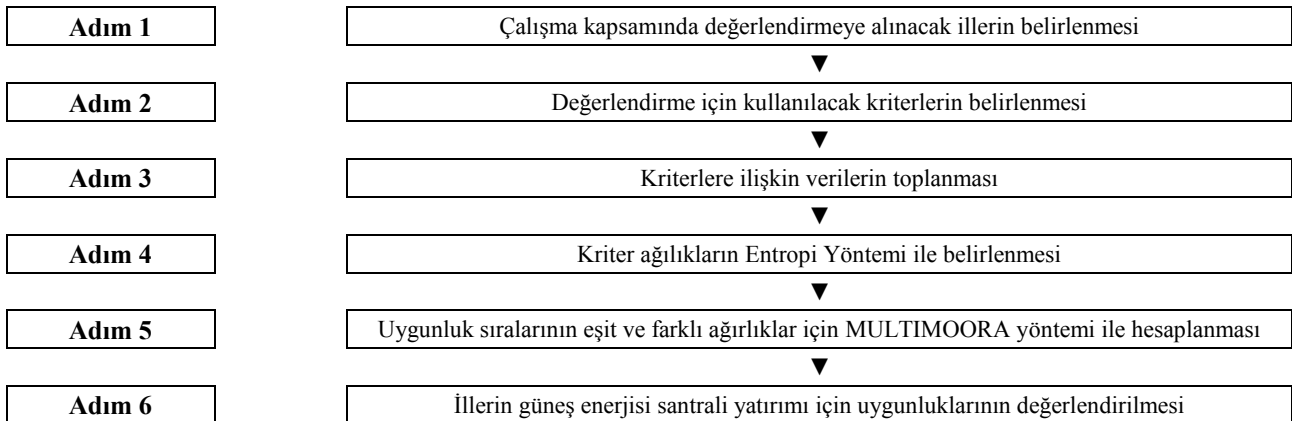 Adım 1 Çalışma kapsamında değerlendirmeye alınacak illerin belirlenmesi
▼
Adım 2 Değerlendirme için kullanılacak kriterlerin belirlenmesi
▼
Adım 3 Kriterlere ilişkin verilerin toplanması
▼
Adım 4 Kriter ağılıkların Entropi Yöntemi ile belirlenmesi
▼
Adım 5 Uygunluk sıralarının eşit ve farklı ağırlıklar için MULTIMOORA yöntemi ile hesaplanması
▼
Adım 6 İllerin güneş enerjisi santrali yatırımı için uygunluklarının değerlendirilmesi